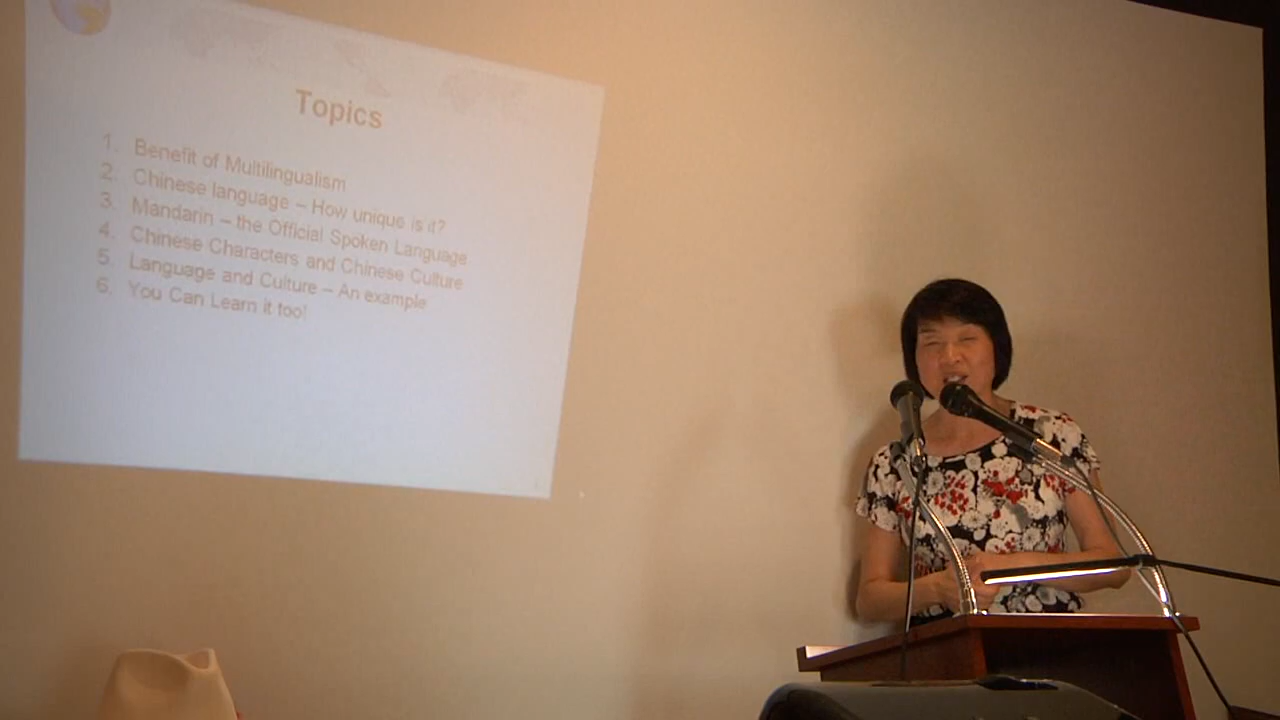 Topics
1. Benefit of Multilingualism
2. Chinese language – How unique is it?
3. Mandarin – the Official Spoken Language
4. Chinese Characters and Chinese Culture
5. Language and Culture – An example
6. You Can Learn it too!